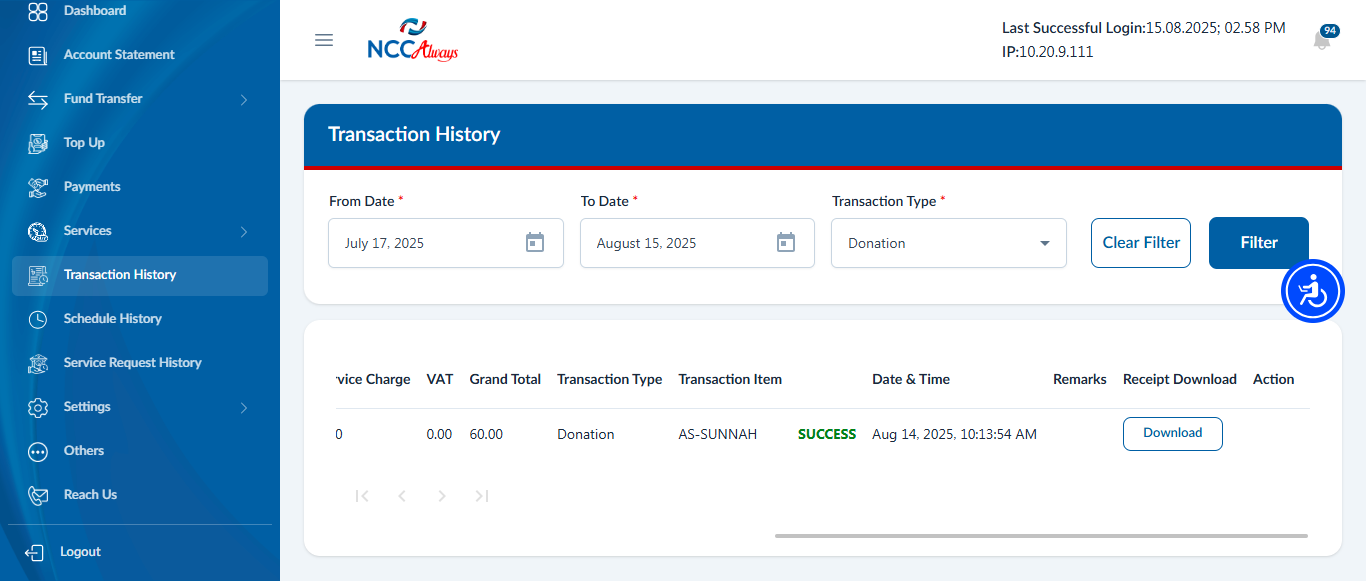 Dashboard
Account Statement
Fund Transfer
Top Up
Payments
Services
Transaction History
Schedule History
Service Request History
Settings
Others
Reach Us
Logout
NCC Always
Last Successful Login:15.08.2025; 02.58 PM
IP:10.20.9.111
94
Transaction History
From Date * To Date * Transaction Type *
July 17, 2025 August 15, 2025 Donation Clear Filter Filter
vice Charge VAT Grand Total Transaction Type Transaction Item Date & Time Remarks Receipt Download Action
0 0.00 60.00 Donation AS-SUNNAH SUCCESS Aug 14, 2025, 10:13:54 AM Download